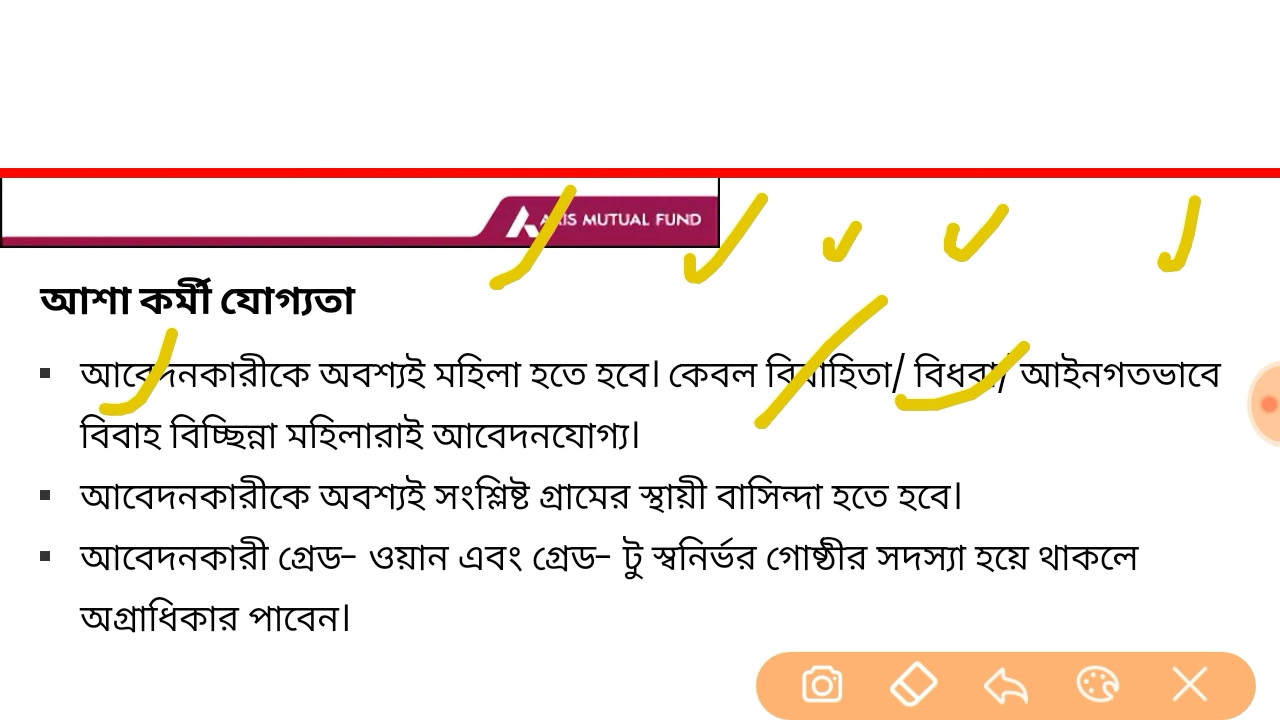 AXIS MUTUAL FUND
আশা কর্মী যোগ্যতা
▪ আবেদনকারীকে অবশ্যই মহিলা হতে হবে। কেবল বিবাহিতা/ বিধবা/ আইনগতভাবে
বিবাহ বিচ্ছিন্না মহিলারাই আবেদনযোগ্য।
▪ আবেদনকারীকে অবশ্যই সংশ্লিষ্ট গ্রামের স্থায়ী বাসিন্দা হতে হবে।
▪ আবেদনকারী গ্রেড– ওয়ান এবং গ্রেড– টু স্বনির্ভর গোষ্ঠীর সদস্যা হয়ে থাকলে
অগ্রাধিকার পাবেন।